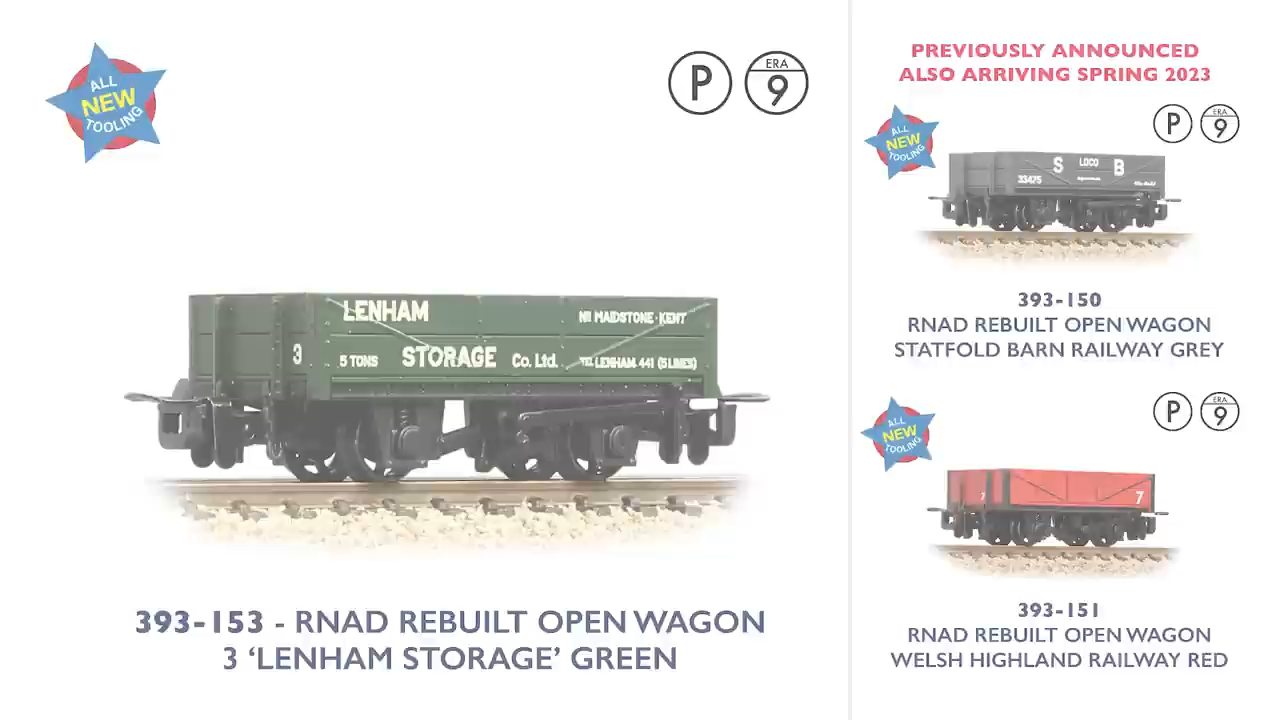 ALL
NEW
TOOLING
P
ERA
9
LENHAM
3
5 TONS
STORAGE
Co. Ltd.
MAIDSTONE·KENT
TEL LENHAM 441 (5 LINES)
393-153 - RNAD REBUILT OPEN WAGON
3 ‘LENHAM STORAGE’ GREEN
PREVIOUSLY ANNOUNCED
ALSO ARRIVING SPRING 2023
ALL
NEW
TOOLING
P
ERA
9
S LOCO B
33475
393-150
RNAD REBUILT OPEN WAGON
STATFOLD BARN RAILWAY GREY
ALL
NEW
TOOLING
P
ERA
9
7
7
393-151
RNAD REBUILT OPEN WAGON
WELSH HIGHLAND RAILWAY RED